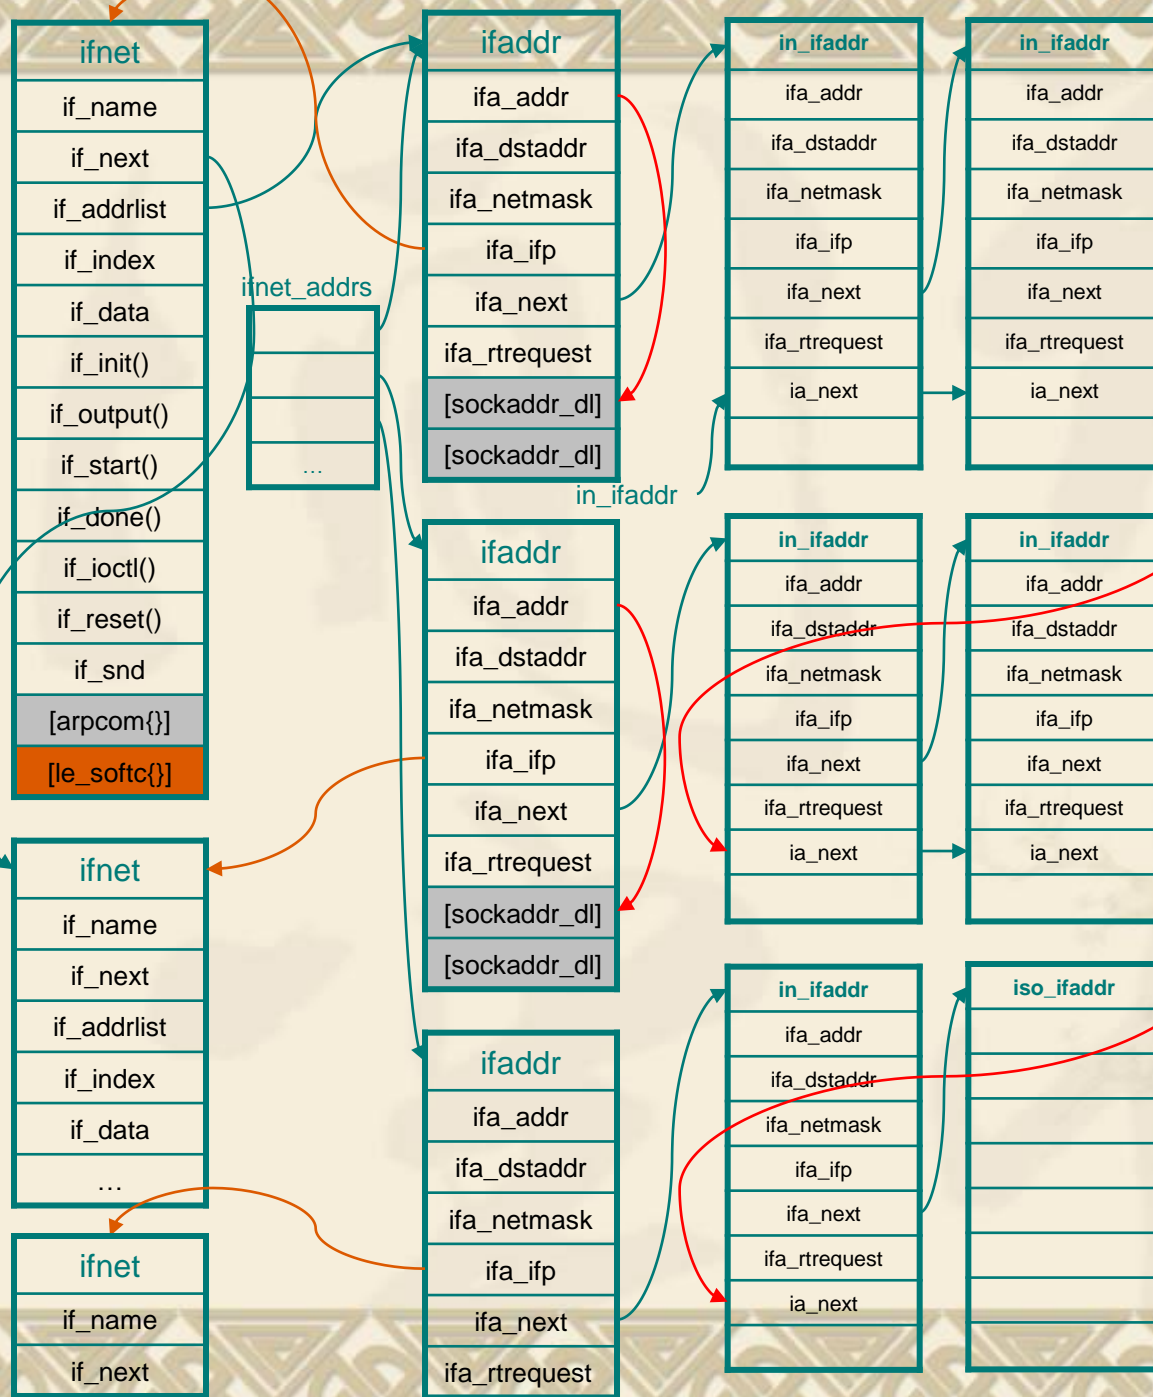 ifnet
if_name
if_next
if_addrlist
if_index
if_data
if_init()
if_output()
if_start()
if_done()
if_ioctl()
if_reset()
if_snd
[arpcom{}]
[le_softc{}]
ifnet
if_name
if_next
if_addrlist
if_index
if_data
...
ifnet
if_name
if_next
ifnet_addrs
...
ifaddr
ifa_addr
ifa_dstaddr
ifa_netmask
ifa_ifp
ifa_next
ifa_rtrequest
[sockaddr_dl]
[sockaddr_dl]
ifaddr
ifa_addr
ifa_dstaddr
ifa_netmask
ifa_ifp
ifa_next
ifa_rtrequest
[sockaddr_dl]
[sockaddr_dl]
ifaddr
ifa_addr
ifa_dstaddr
ifa_netmask
ifa_ifp
ifa_next
ifa_rtrequest
in_ifaddr
in_ifaddr
ifa_addr
ifa_dstaddr
ifa_netmask
ifa_ifp
ifa_next
ifa_rtrequest
ia_next
in_ifaddr
ifa_addr
ifa_dstaddr
ifa_netmask
ifa_ifp
ifa_next
ifa_rtrequest
ia_next
in_ifaddr
ifa_addr
ifa_dstaddr
ifa_netmask
ifa_ifp
ifa_next
ifa_rtrequest
ia_next
in_ifaddr
ifa_addr
ifa_dstaddr
ifa_netmask
ifa_ifp
ifa_next
ifa_rtrequest
ia_next
in_ifaddr
ifa_addr
ifa_dstaddr
ifa_netmask
ifa_ifp
ifa_next
ifa_rtrequest
ia_next
iso_ifaddr